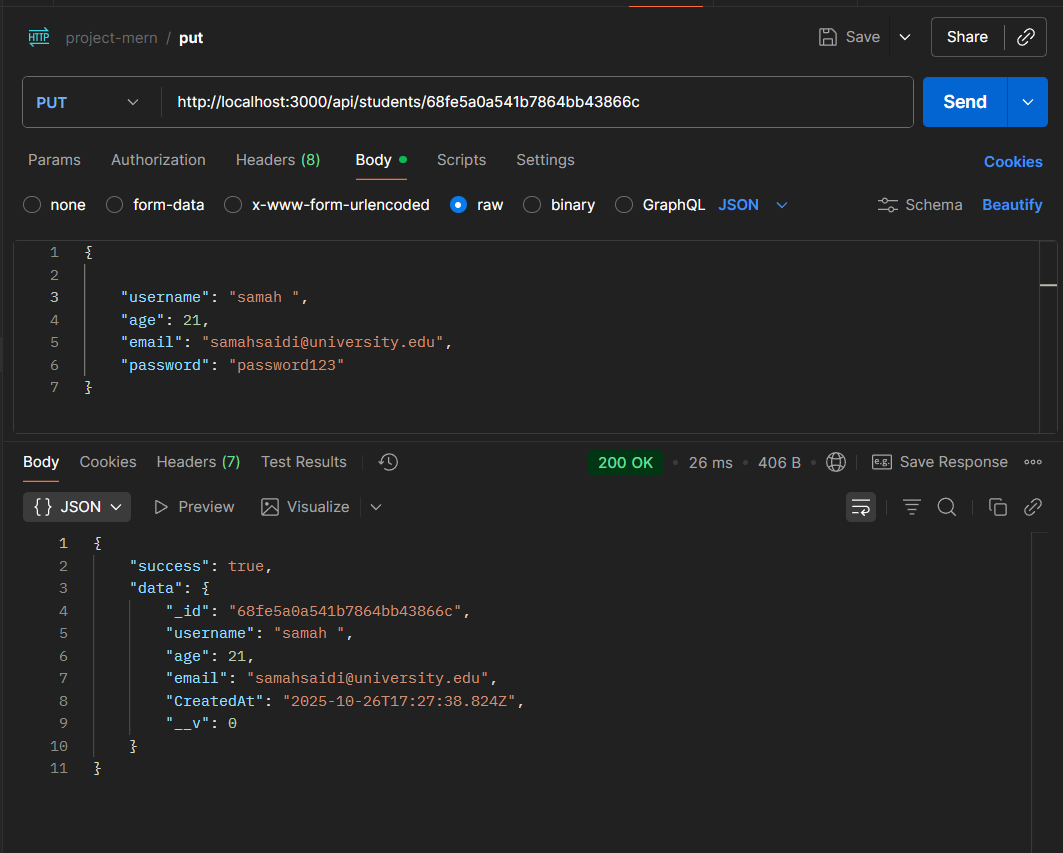 HTTP project-mern / put Save Share
PUT http://localhost:3000/api/students/68fe5a0a541b7864bb43866c Send
Params Authorization Headers (8) Body Scripts Settings Cookies
none form-data x-www-form-urlencoded raw binary GraphQL JSON Schema Beautify
1 {
2
3 "username": "samah ",
4 "age": 21,
5 "email": "samahsaidi@university.edu",
6 "password": "password123"
7 }
Body Cookies Headers (7) Test Results 200 OK • 26 ms • 406 B • e.g. Save Response
{} JSON Preview Visualize
1 {
2 "success": true,
3 "data": {
4 "_id": "68fe5a0a541b7864bb43866c",
5 "username": "samah ",
6 "age": 21,
7 "email": "samahsaidi@university.edu",
8 "CreatedAt": "2025-10-26T17:27:38.824Z",
9 "__v": 0
10 }
11 }